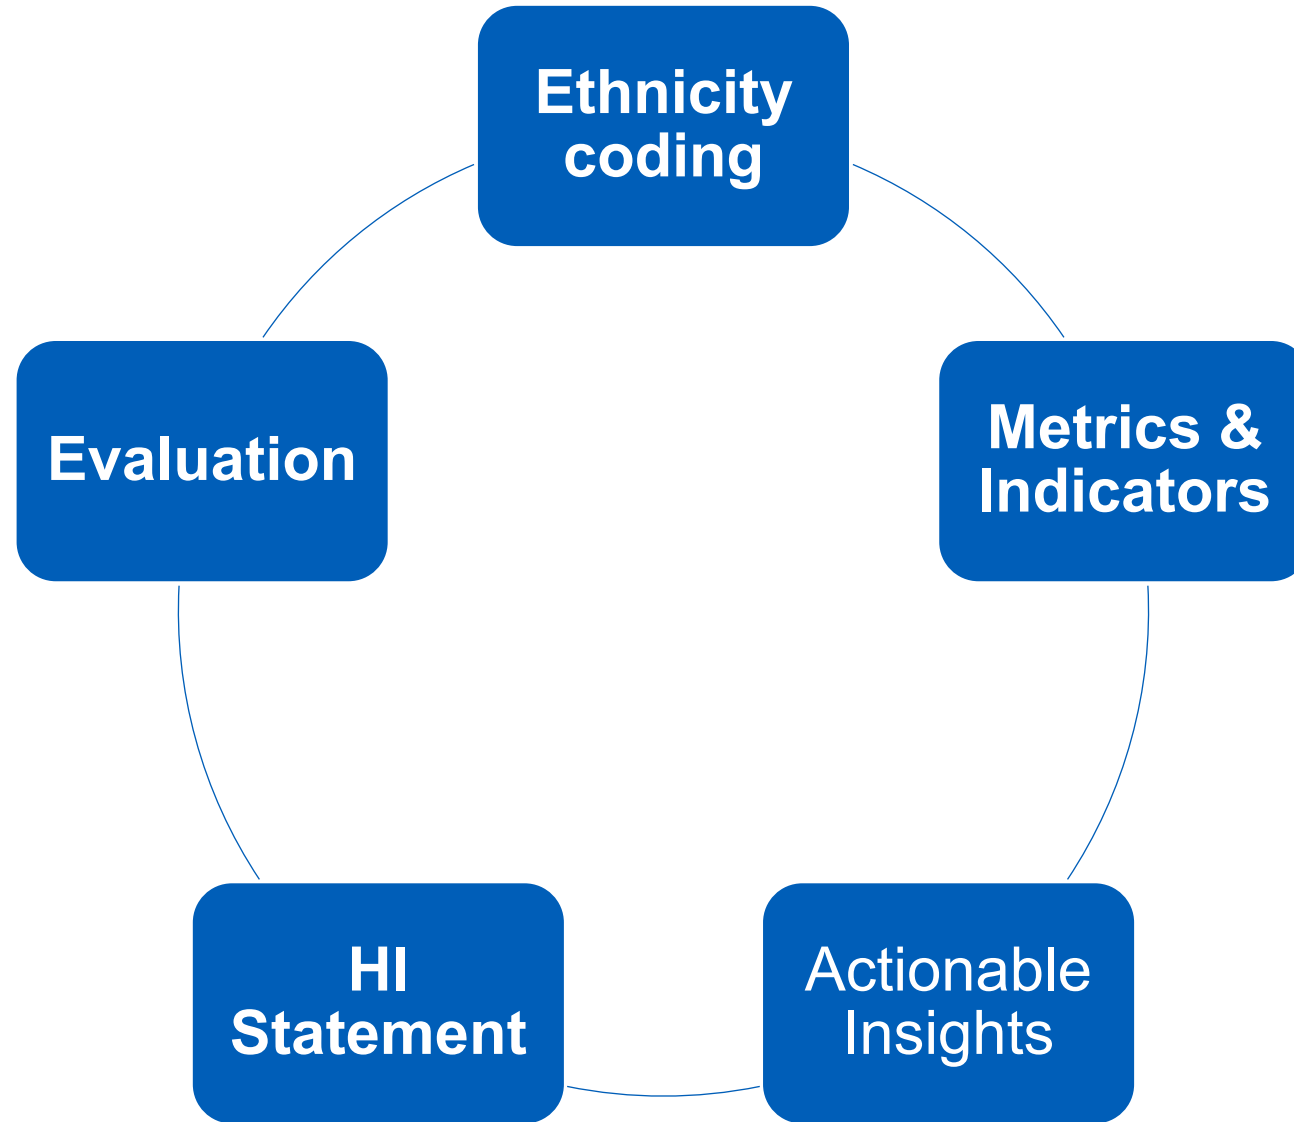 Ethnicity
coding
Metrics &
Indicators
Actionable
Insights
HI
Statement
Evaluation